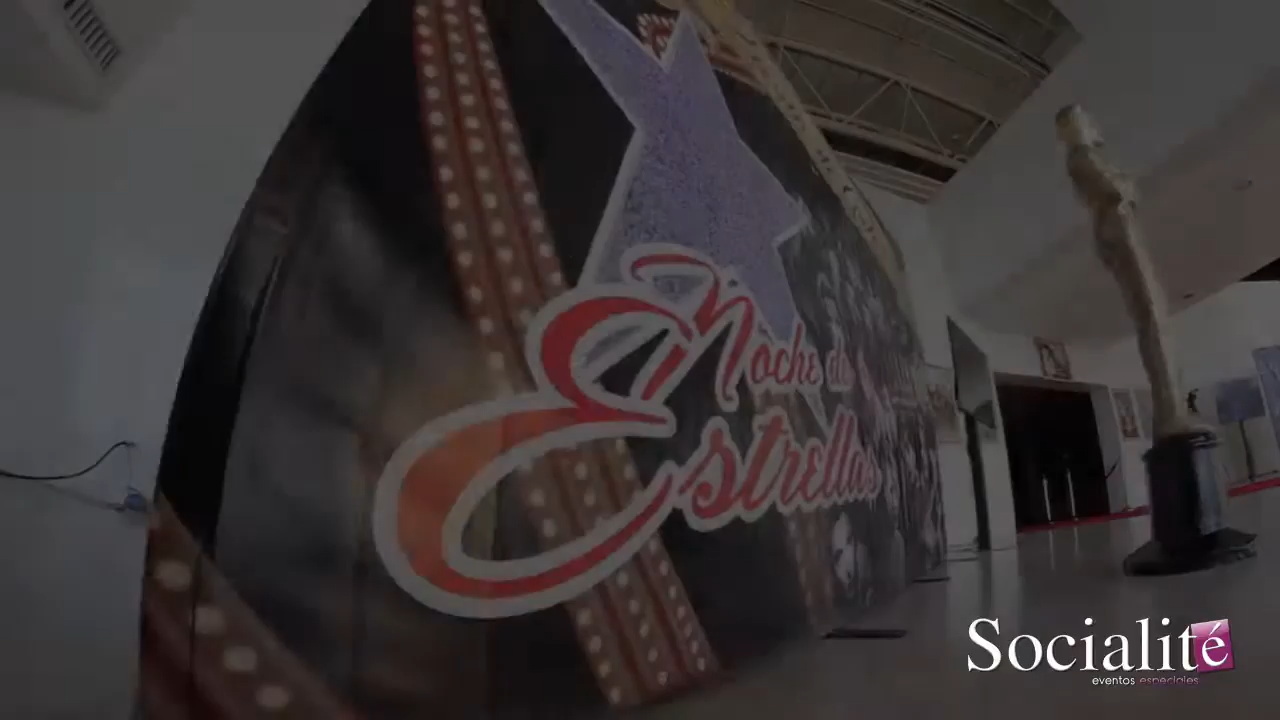 Noche de
Estrellas
Socialité
eventos especiales